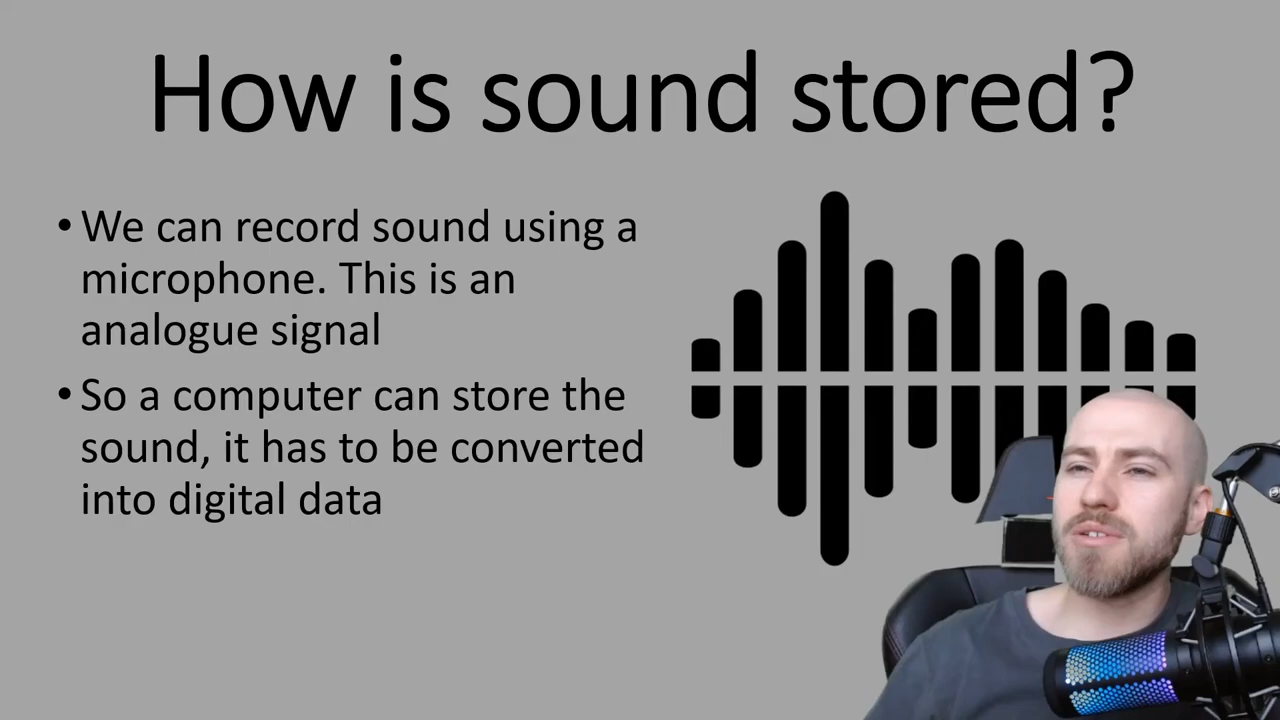 How is sound stored?
• We can record sound using a
microphone. This is an
analogue signal
• So a computer can store the
sound, it has to be converted
into digital data